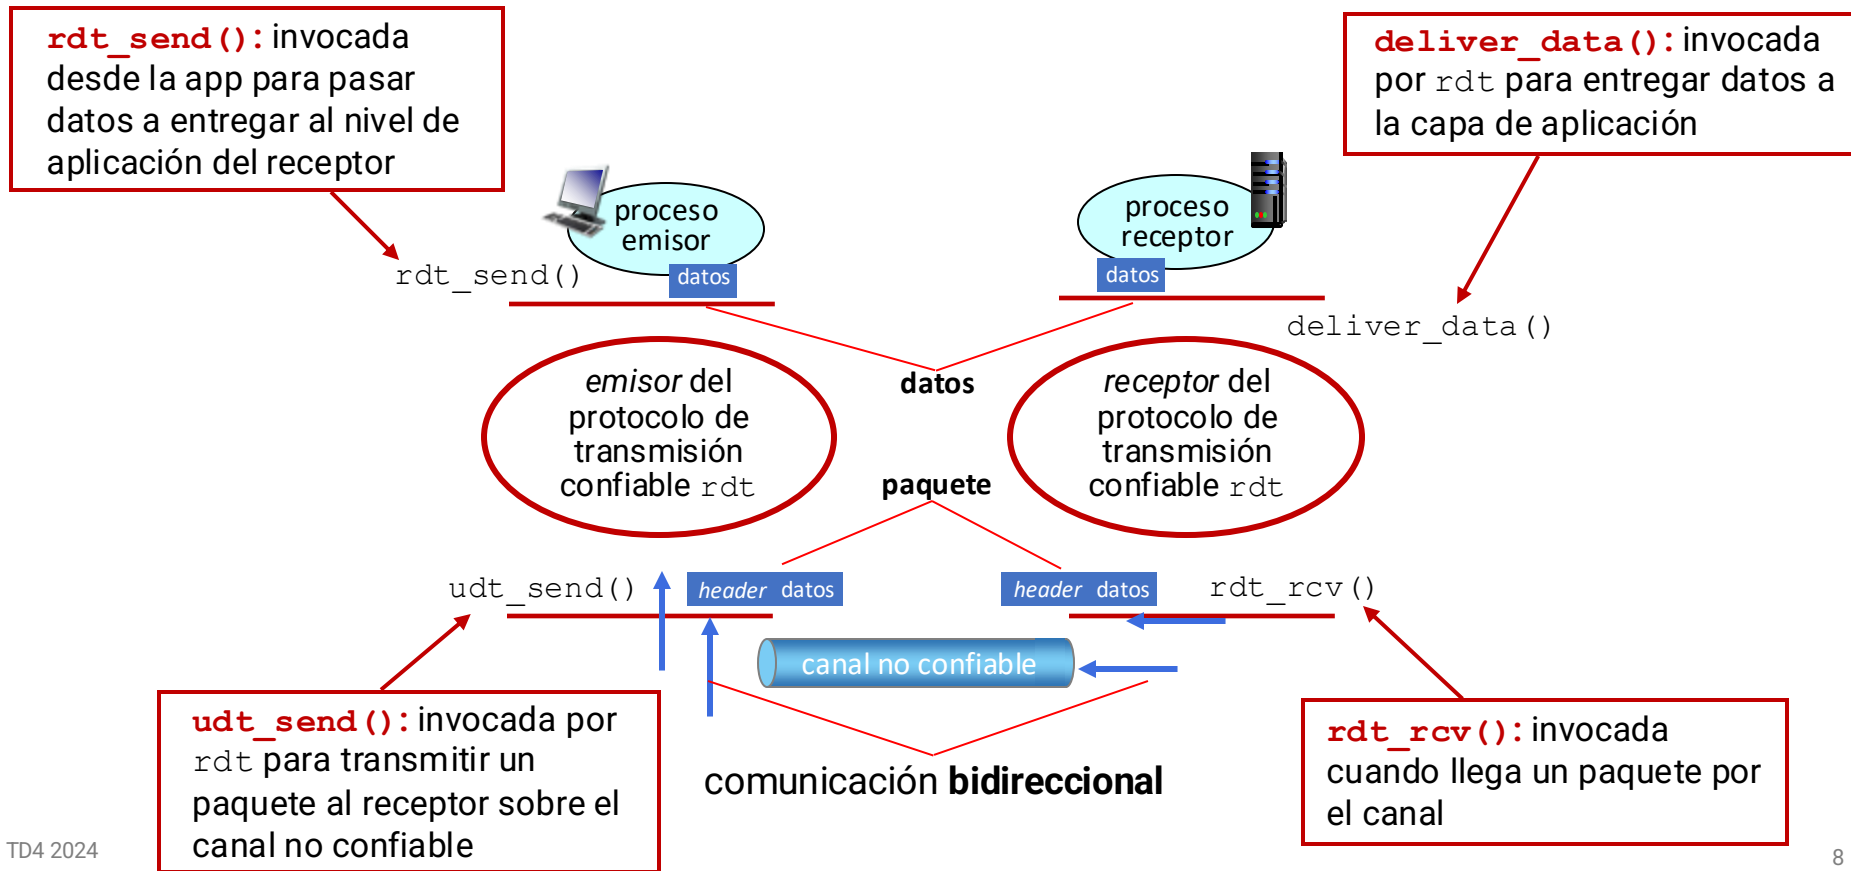 rdt_send(): invocada
desde la app para pasar
datos a entregar al nivel de
aplicación del receptor
deliver_data(): invocada
por rdt para entregar datos a
la capa de aplicación
proceso
emisor
proceso
receptor
rdt_send()
datos
datos
deliver_data()
emisor del
protocolo de
transmisión
confiable rdt
datos
receptor del
protocolo de
transmisión
confiable rdt
paquete
udt_send()
header datos
header datos
rdt_rcv()
canal no confiable
udt_send(): invocada por
rdt para transmitir un
paquete al receptor sobre el
canal no confiable
comunicación bidireccional
rdt_rcv(): invocada
cuando llega un paquete por
el canal
TD4 2024
8